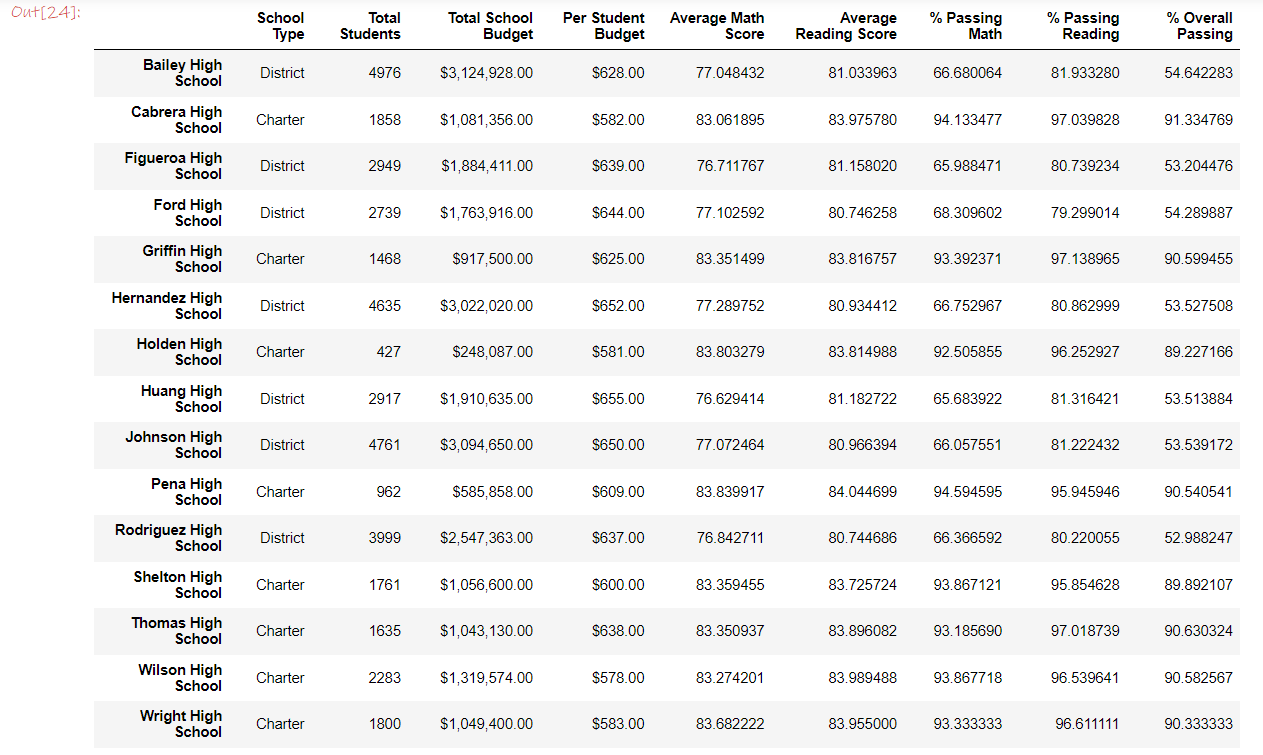 Out[24]:
School Type Total Students Total School Budget Per Student Budget Average Math Score Average Reading Score % Passing Math % Passing Reading % Overall Passing
Bailey High School District 4976 $3,124,928.00 $628.00 77.048432 81.033963 66.680064 81.933280 54.642283
Cabrera High School Charter 1858 $1,081,356.00 $582.00 83.061895 83.975780 94.133477 97.039828 91.334769
Figueroa High School District 2949 $1,884,411.00 $639.00 76.711767 81.158020 65.988471 80.739234 53.204476
Ford High School District 2739 $1,763,916.00 $644.00 77.102592 80.746258 68.309602 79.299014 54.289887
Griffin High School Charter 1468 $917,500.00 $625.00 83.351499 83.816757 93.392371 97.138965 90.599455
Hernandez High School District 4635 $3,022,020.00 $652.00 77.289752 80.934412 66.752967 80.862999 53.527508
Holden High School Charter 427 $248,087.00 $581.00 83.803279 83.814988 92.505855 96.252927 89.227166
Huang High School District 2917 $1,910,635.00 $655.00 76.629414 81.182722 65.683922 81.316421 53.513884
Johnson High School District 4761 $3,094,650.00 $650.00 77.072464 80.966394 66.057551 81.222432 53.539172
Pena High School Charter 962 $585,858.00 $609.00 83.839917 84.044699 94.594595 95.945946 90.540541
Rodriguez High School District 3999 $2,547,363.00 $637.00 76.842711 80.744686 66.366592 80.220055 52.988247
Shelton High School Charter 1761 $1,056,600.00 $600.00 83.359455 83.725724 93.867121 95.854628 89.892107
Thomas High School Charter 1635 $1,043,130.00 $638.00 83.350937 83.896082 93.185690 97.018739 90.630324
Wilson High School Charter 2283 $1,319,574.00 $578.00 83.274201 83.989488 93.867718 96.539641 90.582567
Wright High School Charter 1800 $1,049,400.00 $583.00 83.682222 83.955000 93.333333 96.611111 90.333333